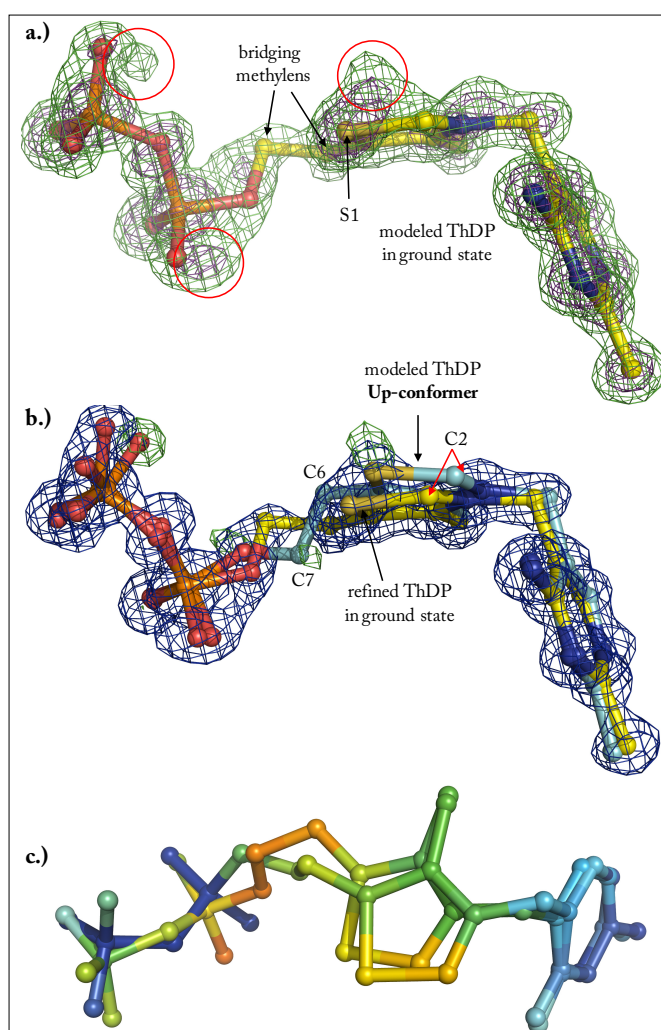 a.)
bridging
methylens
S1
modeled ThDP
in ground state
modeled ThDP
Up-conformer
b.)
C2
C6
C7
refined ThDP
in ground state
c.)